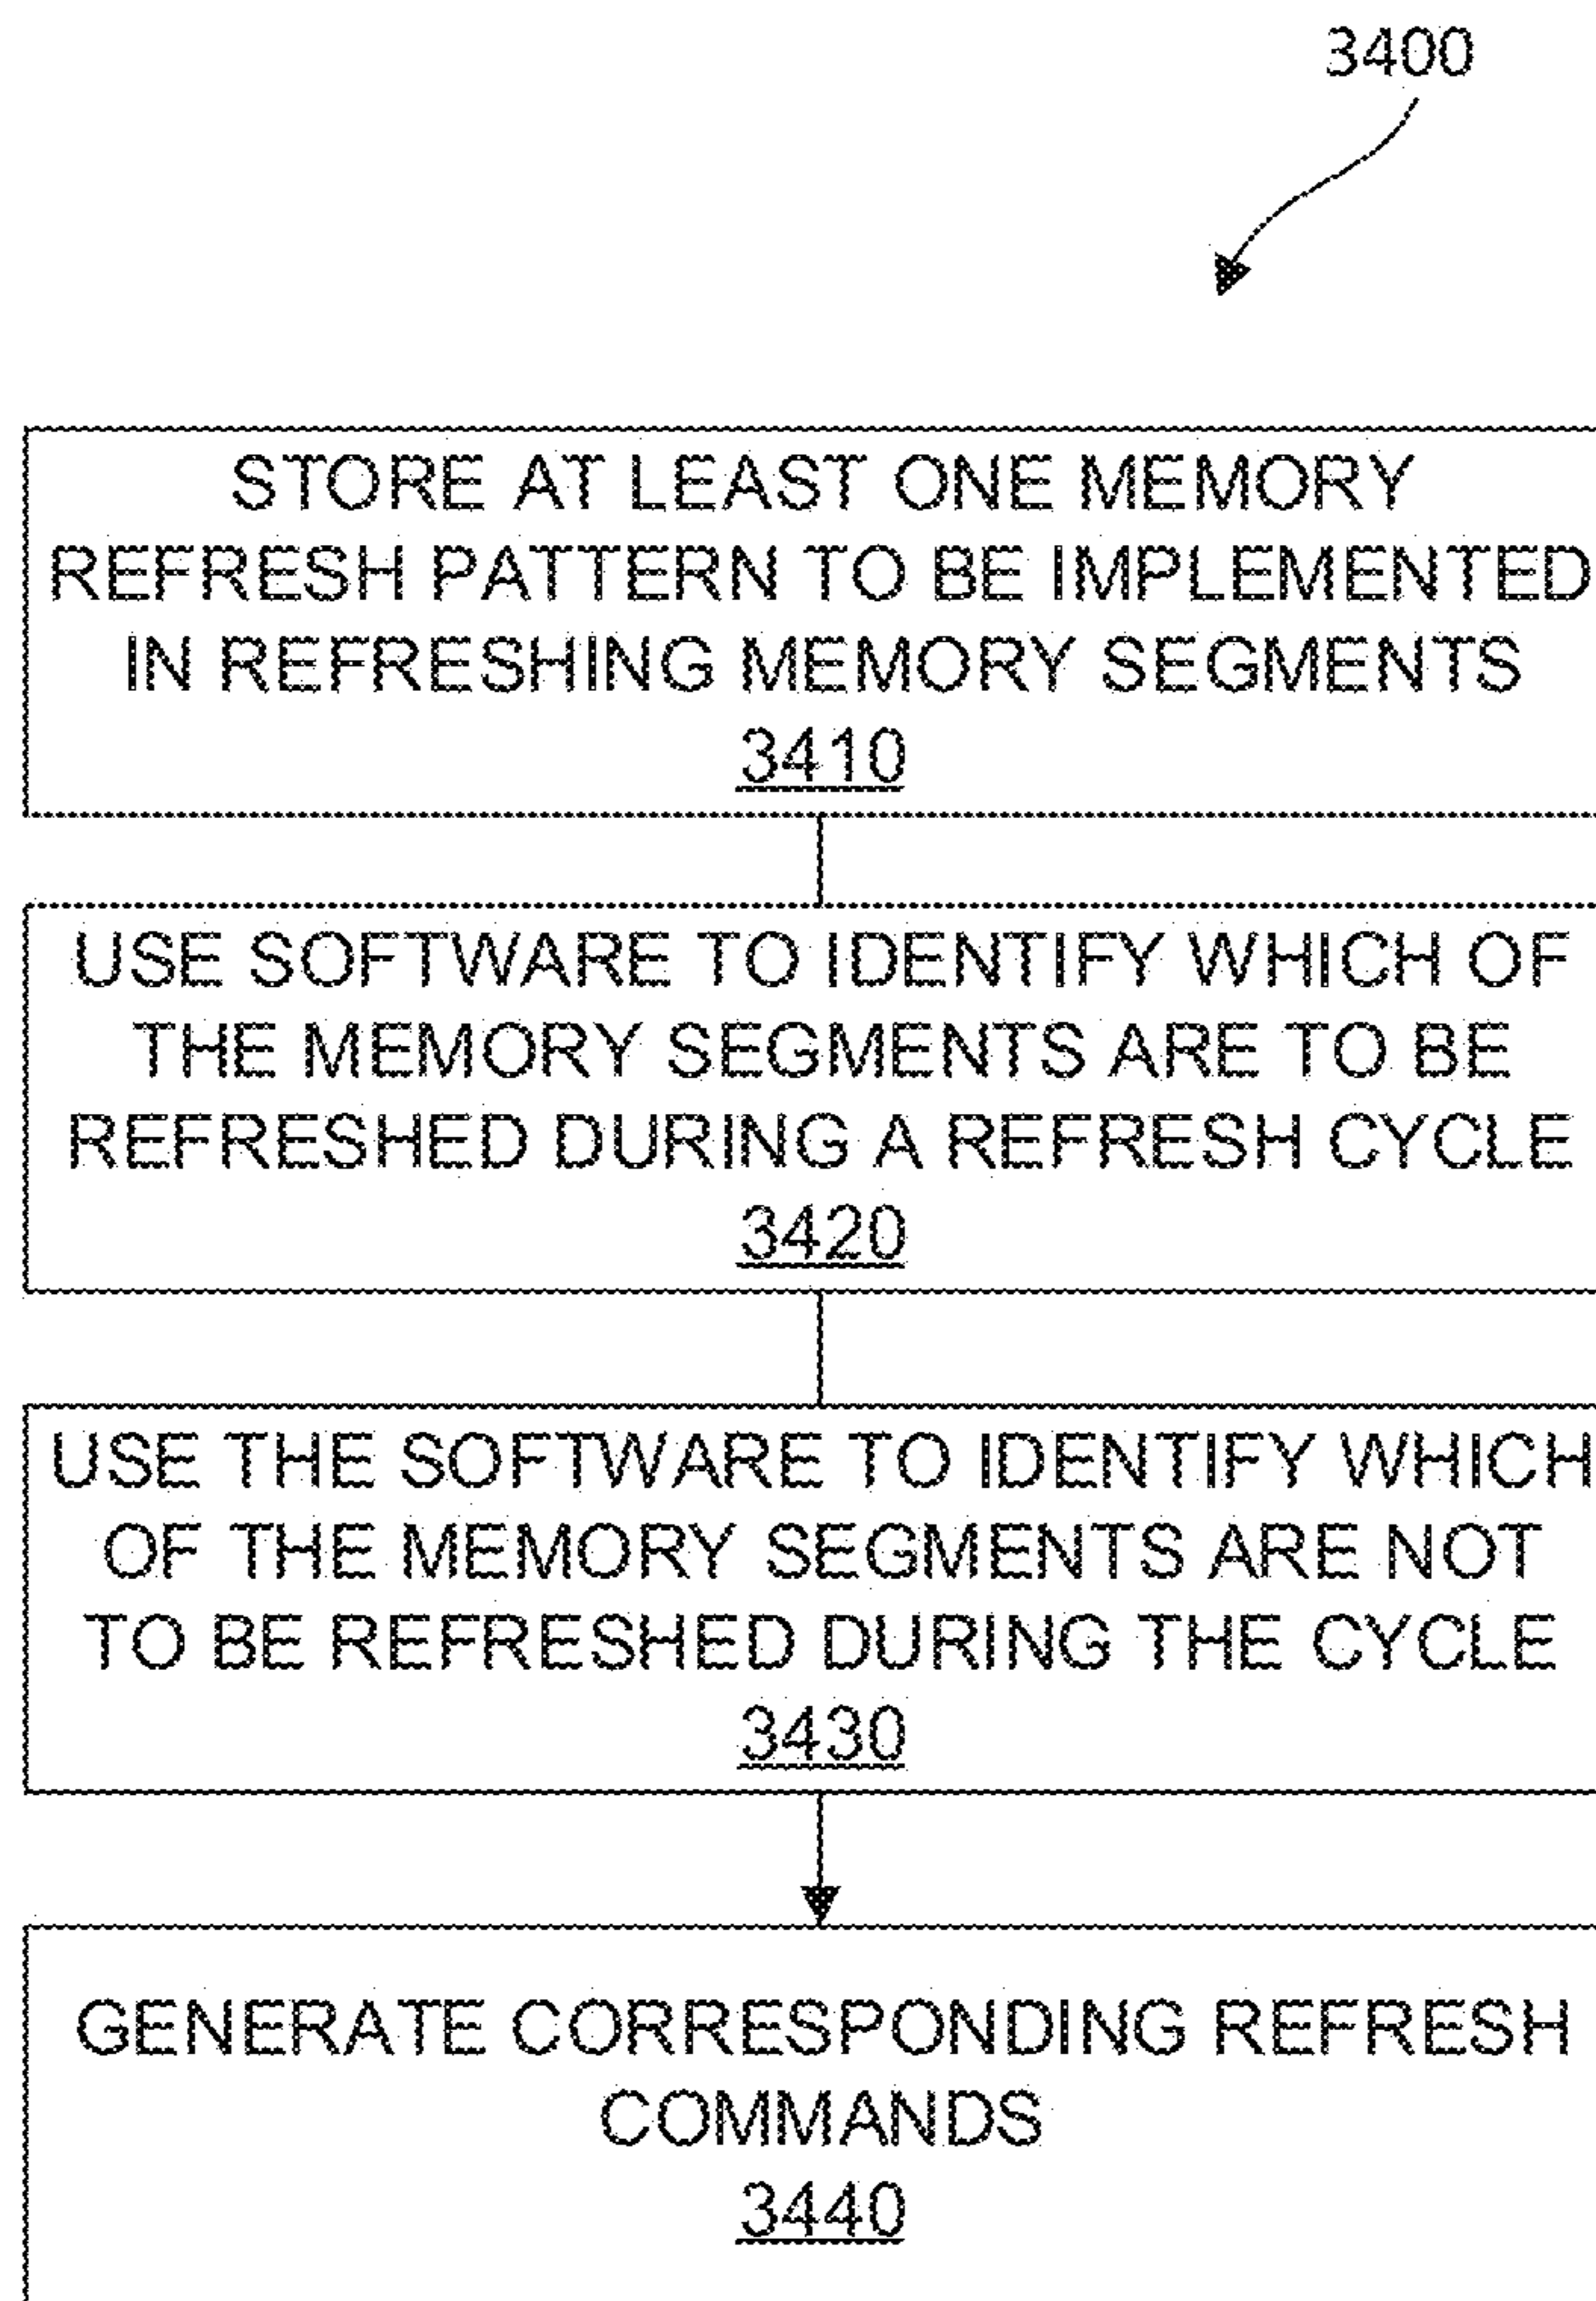 3400
STORE AT LEAST ONE MEMORY
REFRESH PATTERN TO BE IMPLEMENTED
IN REFRESHING MEMORY SEGMENTS
3410
USE SOFTWARE TO IDENTIFY WHICH OF
THE MEMORY SEGMENTS ARE TO BE
REFRESHED DURING A REFRESH CYCLE
3420
USE THE SOFTWARE TO IDENTIFY WHICH
OF THE MEMORY SEGMENTS ARE NOT
TO BE REFRESHED DURING THE CYCLE
3430
GENERATE CORRESPONDING REFRESH
COMMANDS
3440